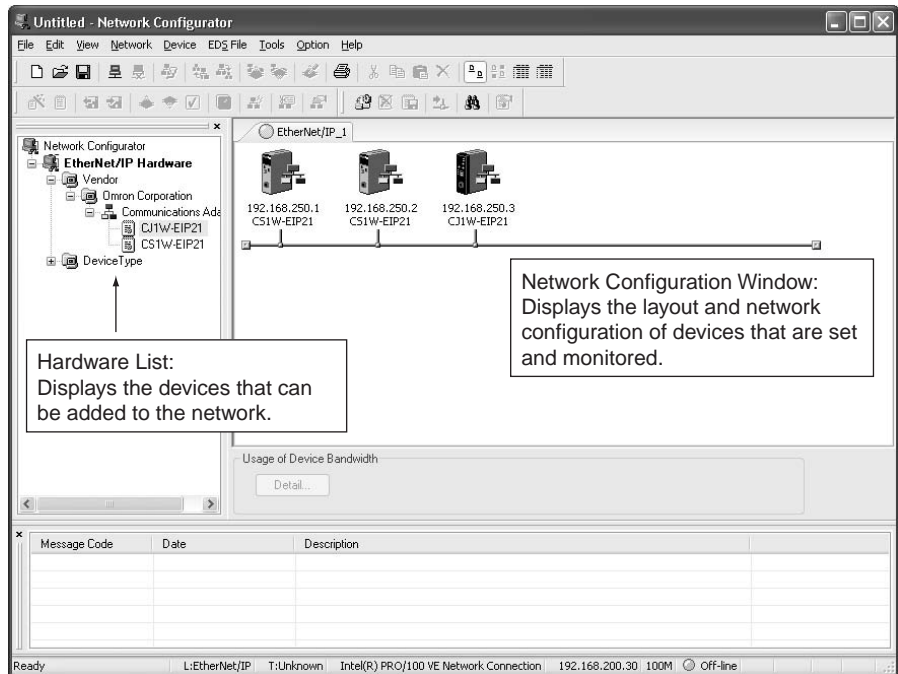 Untitled - Network Configurator
File Edit View Network Device EDS File Tools Option Help
Network Configurator
EtherNet/IP Hardware
Vendor
Omron Corporation
Communications Ada
CJ1W-EIP21
CS1W-EIP21
DeviceType
EtherNet/IP_1
192.168.250.1 192.168.250.2 192.168.250.3
CS1W-EIP21 CS1W-EIP21 CJ1W-EIP21
Network Configuration Window:
Displays the layout and network
configuration of devices that are set
and monitored.
Hardware List:
Displays the devices that can
be added to the network.
Usage of Device Bandwidth
Detail...
Message Code Date Description
Ready L:EtherNet/IP T:Unknown Intel(R) PRO/100 VE Network Connection 192.168.200.30 100M Off-line